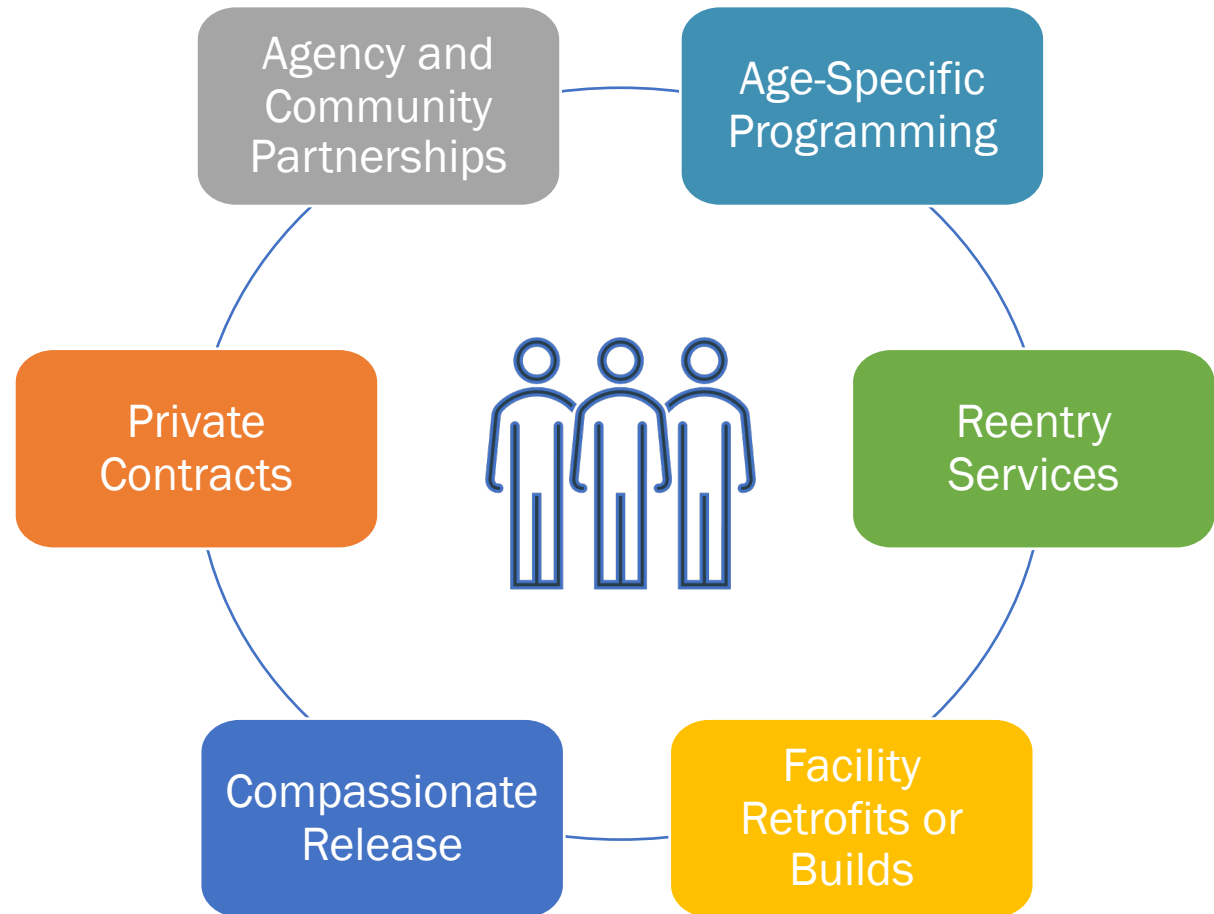 Agency and
Community
Partnerships
Age-Specific
Programming
Private
Contracts
Reentry
Services
Compassionate
Release
Facility
Retrofits or
Builds